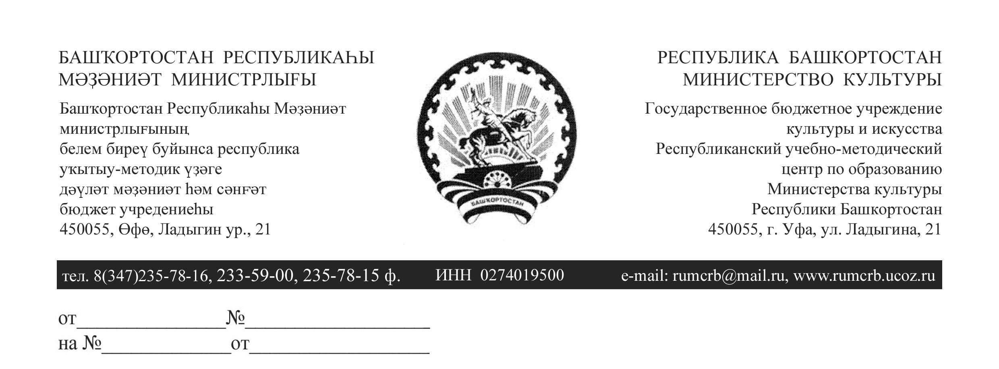 БАШҠОРТОСТАН РЕСПУБЛИКАҺЫ
МӘҘӘНИӘТ МИНИСТРЛЫҒЫ
Башҡортостан Республикаһы Мәҙәниәт
министрлығының
белем биреү буйынса республика
уҡытыу-методик үҙәге
дәүләт мәҙәниәт һәм сәнғәт
бюджет учредениеһы
450055, Өфө, Ладыгин ур., 21
БАШҠОРТОСТАН
РЕСПУБЛИКА БАШКОРТОСТАН
МИНИСТЕРСТВО КУЛЬТУРЫ
Государственное бюджетное учреждение
культуры и искусства
Республиканский учебно-методический
центр по образованию
Министерства культуры
Республики Башкортостан
450055, г. Уфа, ул. Ладыгина, 21
тел. 8(347)235-78-16, 233-59-00, 235-78-15 ф. ИНН 0274019500 e-mail: rumcrb@mail.ru, www.rumcrb.ucoz.ru
от_______________№___________________
на №_____________от__________________